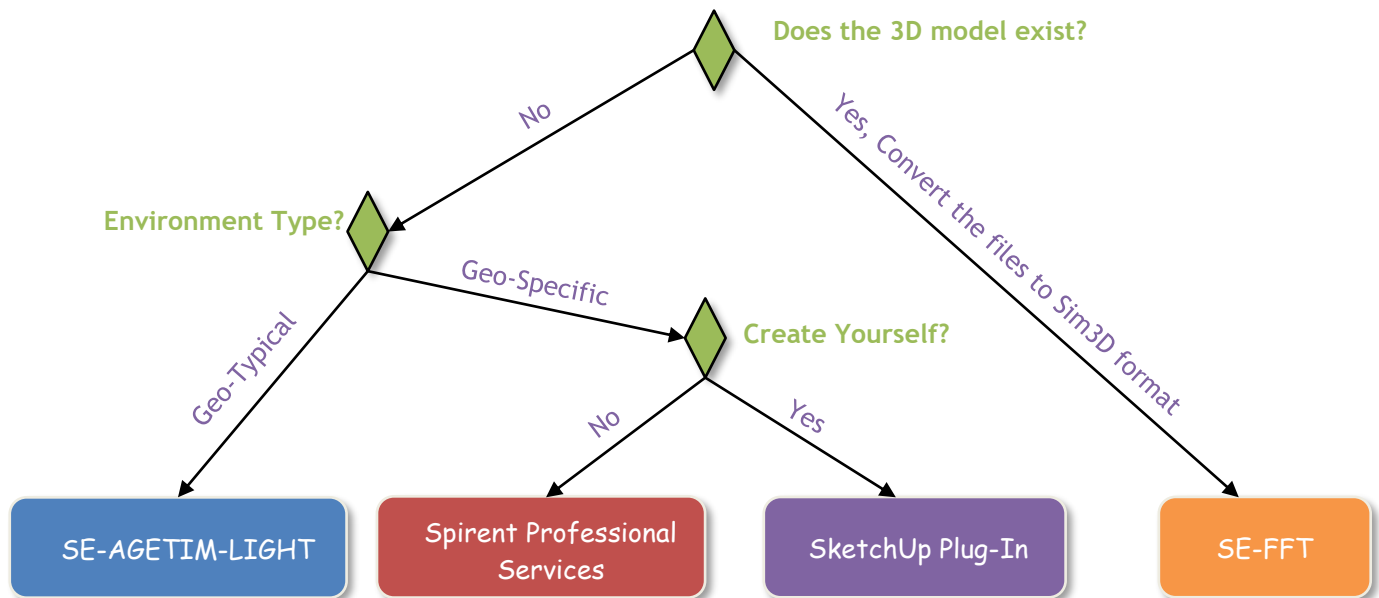 Does the 3D model exist?
No
Yes, Convert the files to Sim3D format
Environment Type?
Geo-Specific
Geo-Typical
Create Yourself?
No
Yes
SE-AGETIM-LIGHT
Spirent Professional
Services
SketchUp Plug-In
SE-FFT